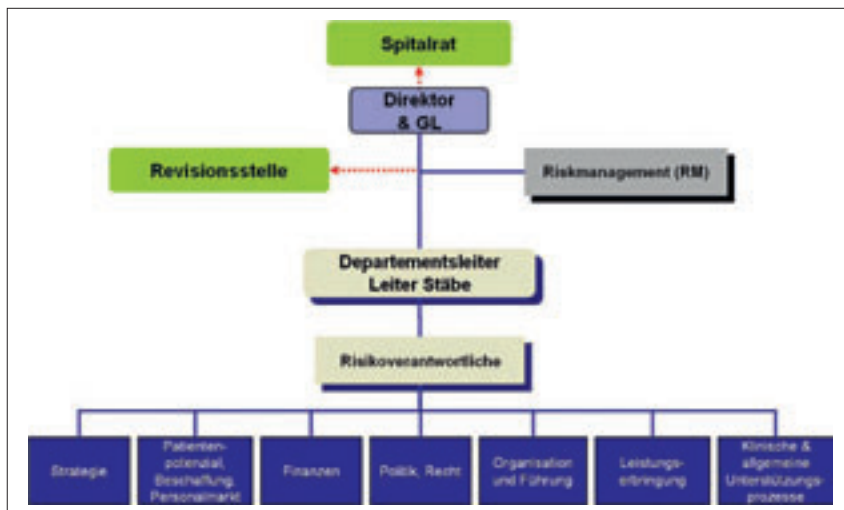 Spitalrat
Direktor
& GL
Revisionsstelle
Riskmanagement (RM)
Departementsleiter
Leiter Stäbe
Risikoverantwortliche
Strategie
Patienten-
potenzial,
Beschaffung,
Personalmarkt
Finanzen
Politik, Recht
Organisation
und Führung
Leistungs-
erbringung
Klinische &
allgemeine
Unterstützungs-
prozesse